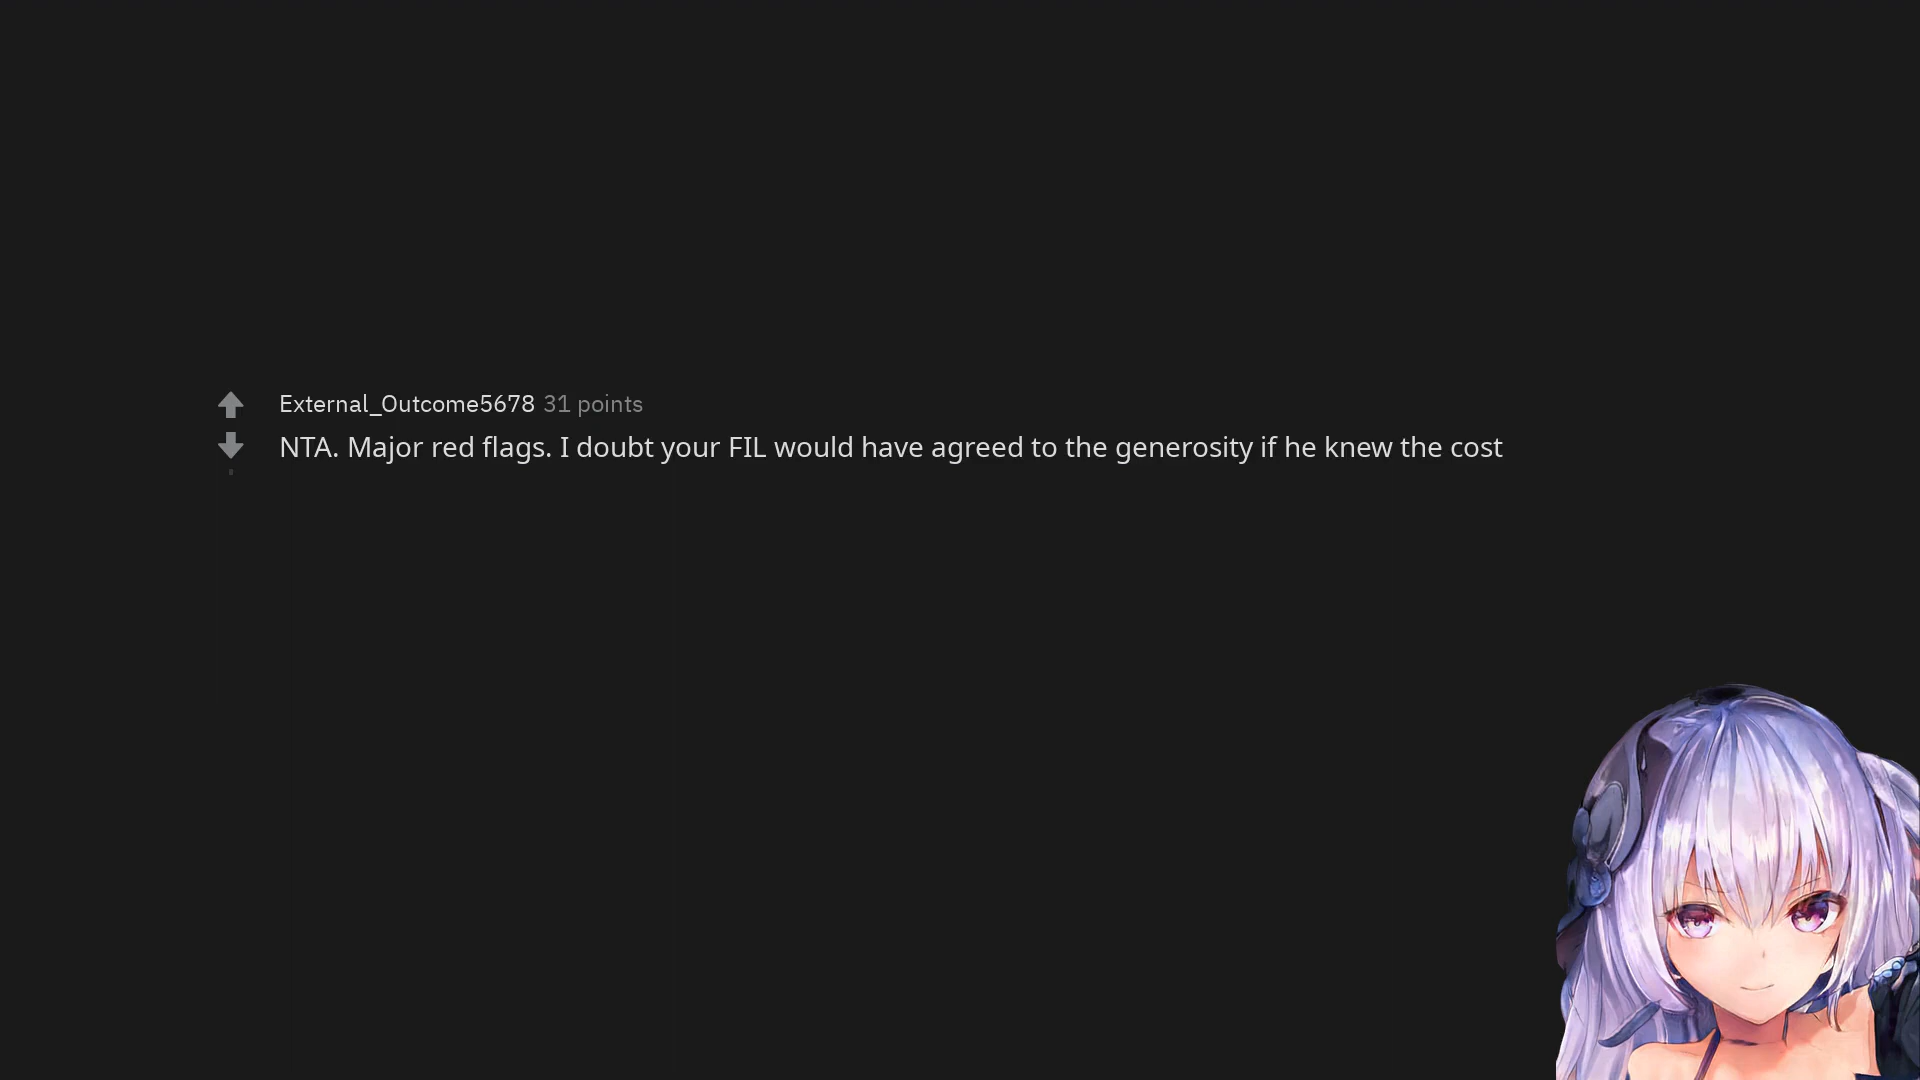 External_Outcome5678 31 points
NTA. Major red flags. I doubt your FIL would have agreed to the generosity if he knew the cost